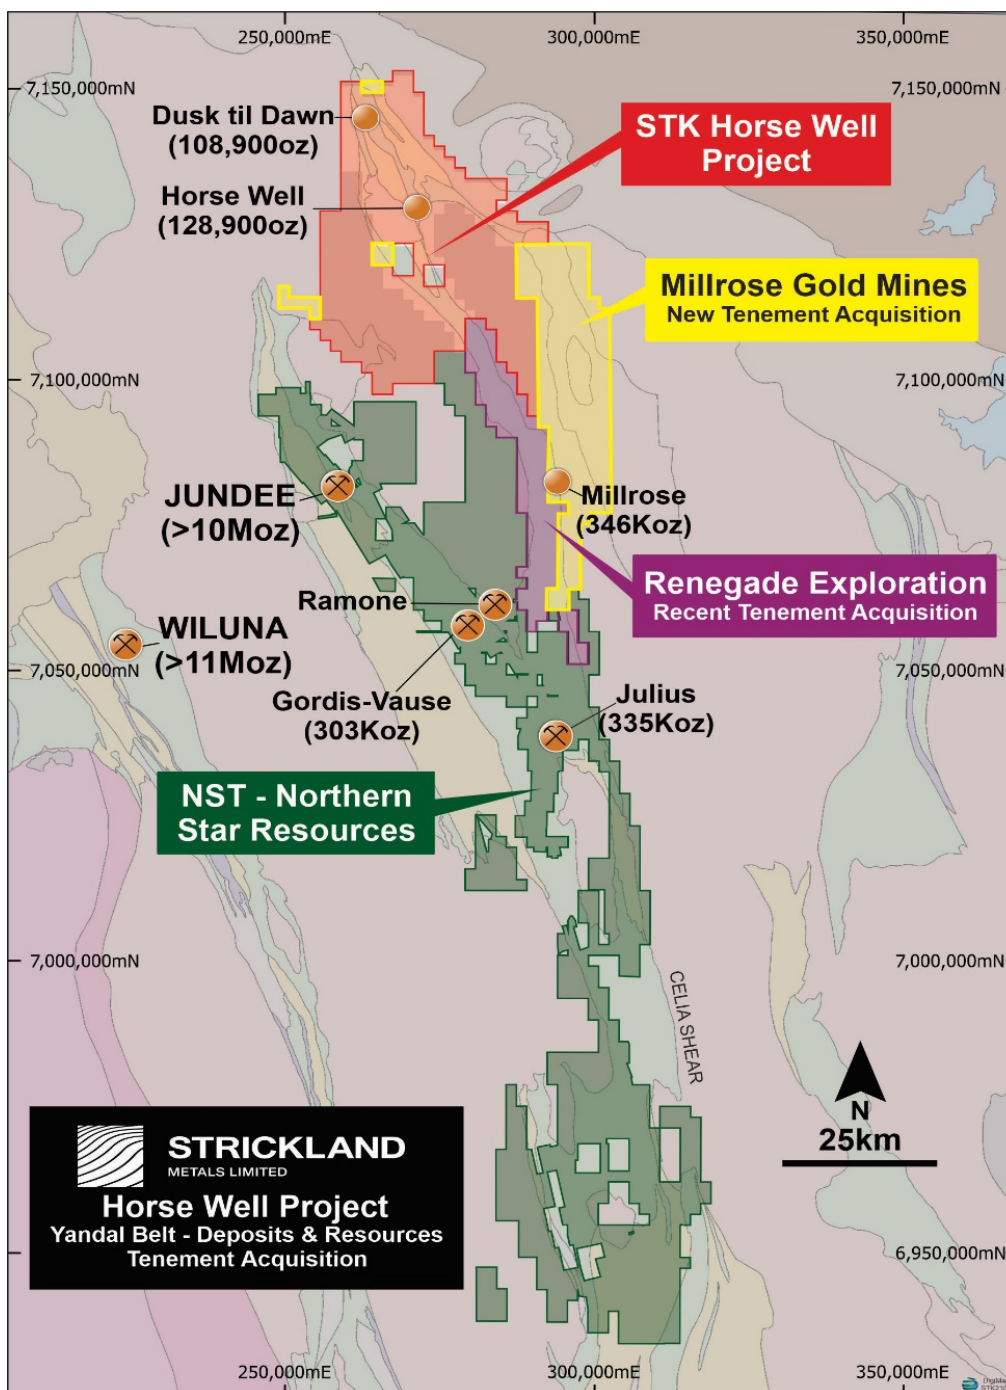 250,000mE
300,000mE
350,000mE
7,150,000mN
7,150,000mN
Dusk til Dawn
(108,900oz)
STK Horse Well
Project
Horse Well
(128,900oz)
Millrose Gold Mines
New Tenement Acquisition
7,100,000mN
7,100,000mN
JUNDEE
(>10Moz)
Millrose
(346Koz)
Renegade Exploration
Recent Tenement Acquisition
Ramone
WILUNA
(>11Moz)
7,050,000mN
7,050,000mN
Gordis-Vause
(303Koz)
Julius
(335Koz)
NST - Northern
Star Resources
7,000,000mN
7,000,000mN
CELIA SHEAR
N
25km
STRICKLAND
METALS LIMITED
Horse Well Project
Yandal Belt - Deposits & Resources
Tenement Acquisition
6,950,000mN
250,000mE
300,000mE
350,000mE